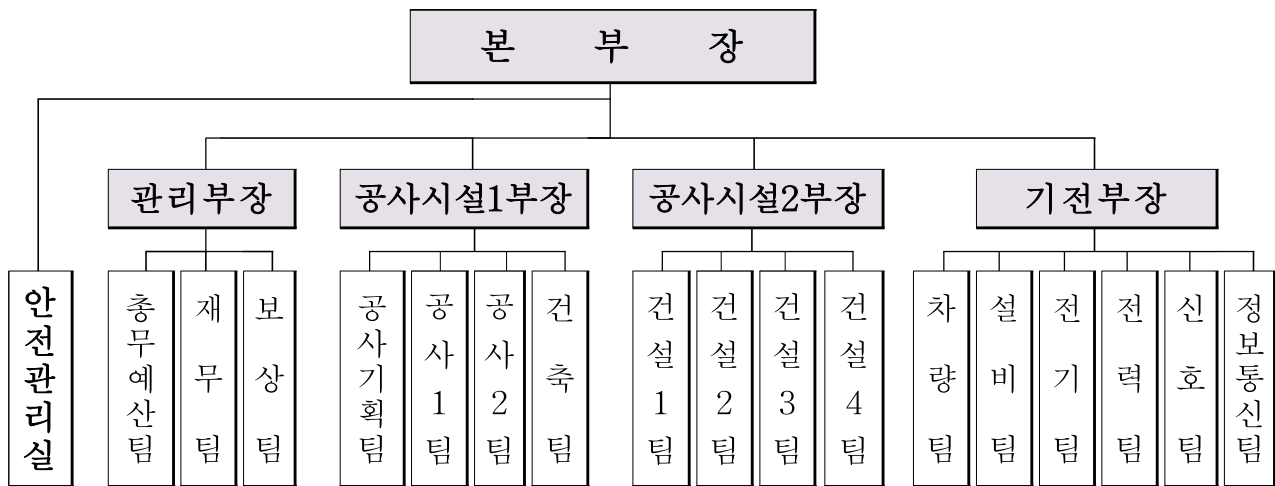 본 부 장
관리부장
공사시설1부장
공사시설2부장
기전부장
안전관리실
총무예산팀
재무팀
보상팀
공사기획팀
공사1팀
공사2팀
건축팀
건설1팀
건설2팀
건설3팀
건설4팀
차량팀
설비팀
전기팀
전력팀
신호팀
정보통신팀